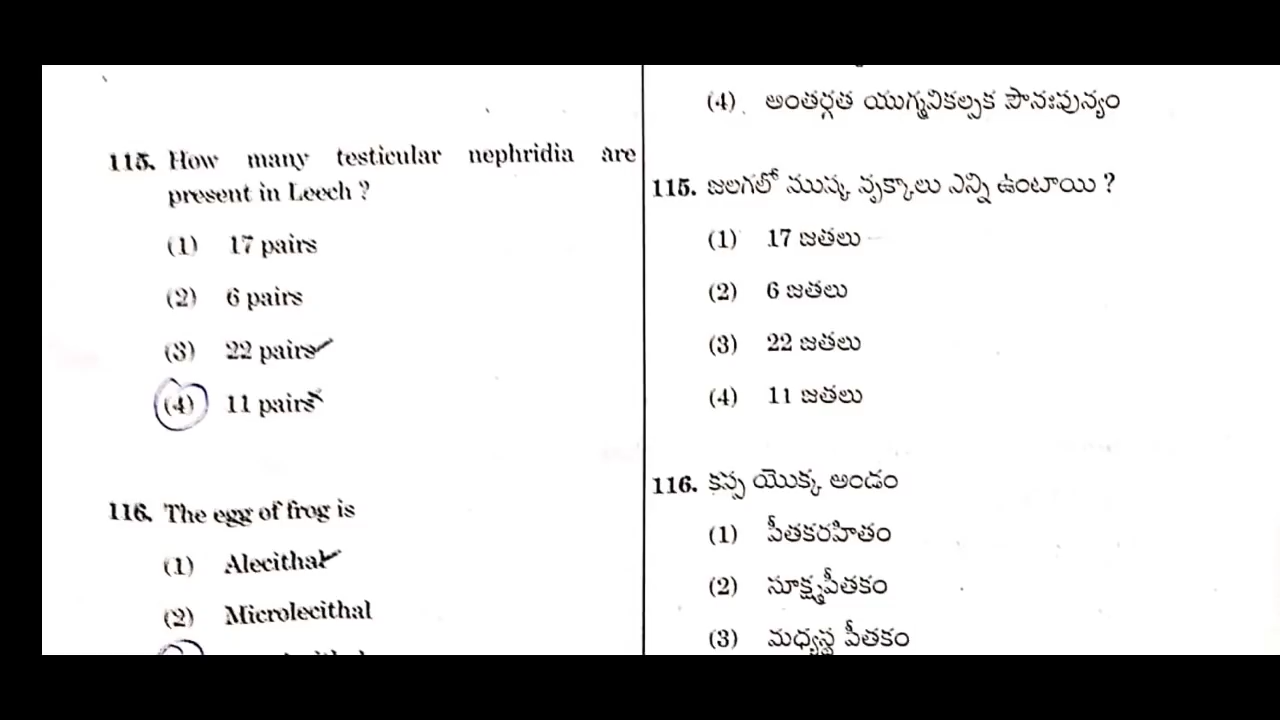 115. How many testicular nephridia are
present in Leech ?
(1) 17 pairs
(2) 6 pairs
(3) 22 pairs
(4) 11 pairs
116. The egg of frog is
(1) Alecithal
(2) Microlecithal
(4) అంతర్గత యుగ్మవికల్పక పౌనఃపున్యం
115. జలగలో ముష్క వృక్కాలు ఎన్ని ఉంటాయి ?
(1) 17 జతలు
(2) 6 జతలు
(3) 22 జతలు
(4) 11 జతలు
116. కప్ప యొక్క అండం
(1) పీతకరహితం
(2) సూక్ష్మపీతకం
(3) మధ్యస్థ పీతకం